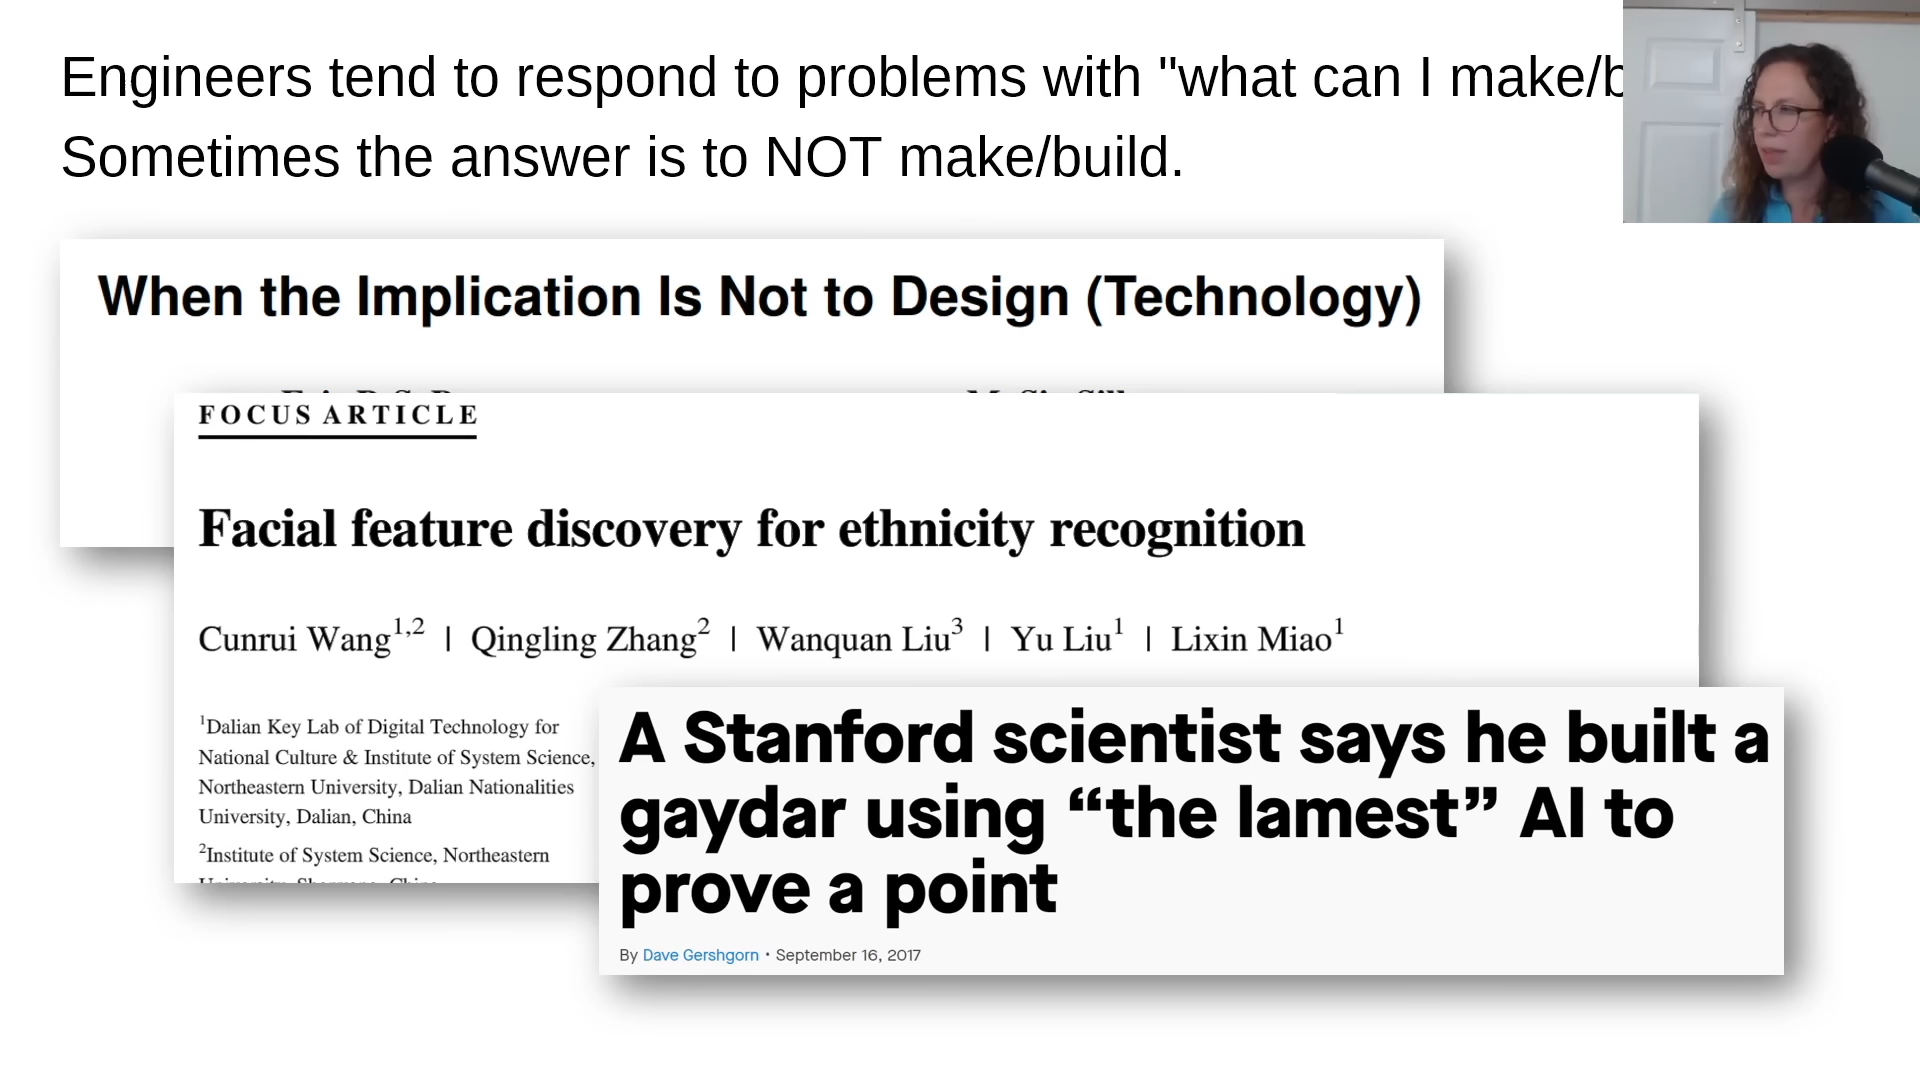 Engineers tend to respond to problems with "what can I make/b
Sometimes the answer is to NOT make/build.
When the Implication Is Not to Design (Technology)
FOCUS ARTICLE
Facial feature discovery for ethnicity recognition
Cunrui Wang1,2 | Qingling Zhang2 | Wanquan Liu3 | Yu Liu1 | Lixin Miao1
1Dalian Key Lab of Digital Technology for
National Culture & Institute of System Science,
Northeastern University, Dalian Nationalities
University, Dalian, China
2Institute of System Science, Northeastern
A Stanford scientist says he built a
gaydar using “the lamest” AI to
prove a point
By Dave Gershgorn • September 16, 2017